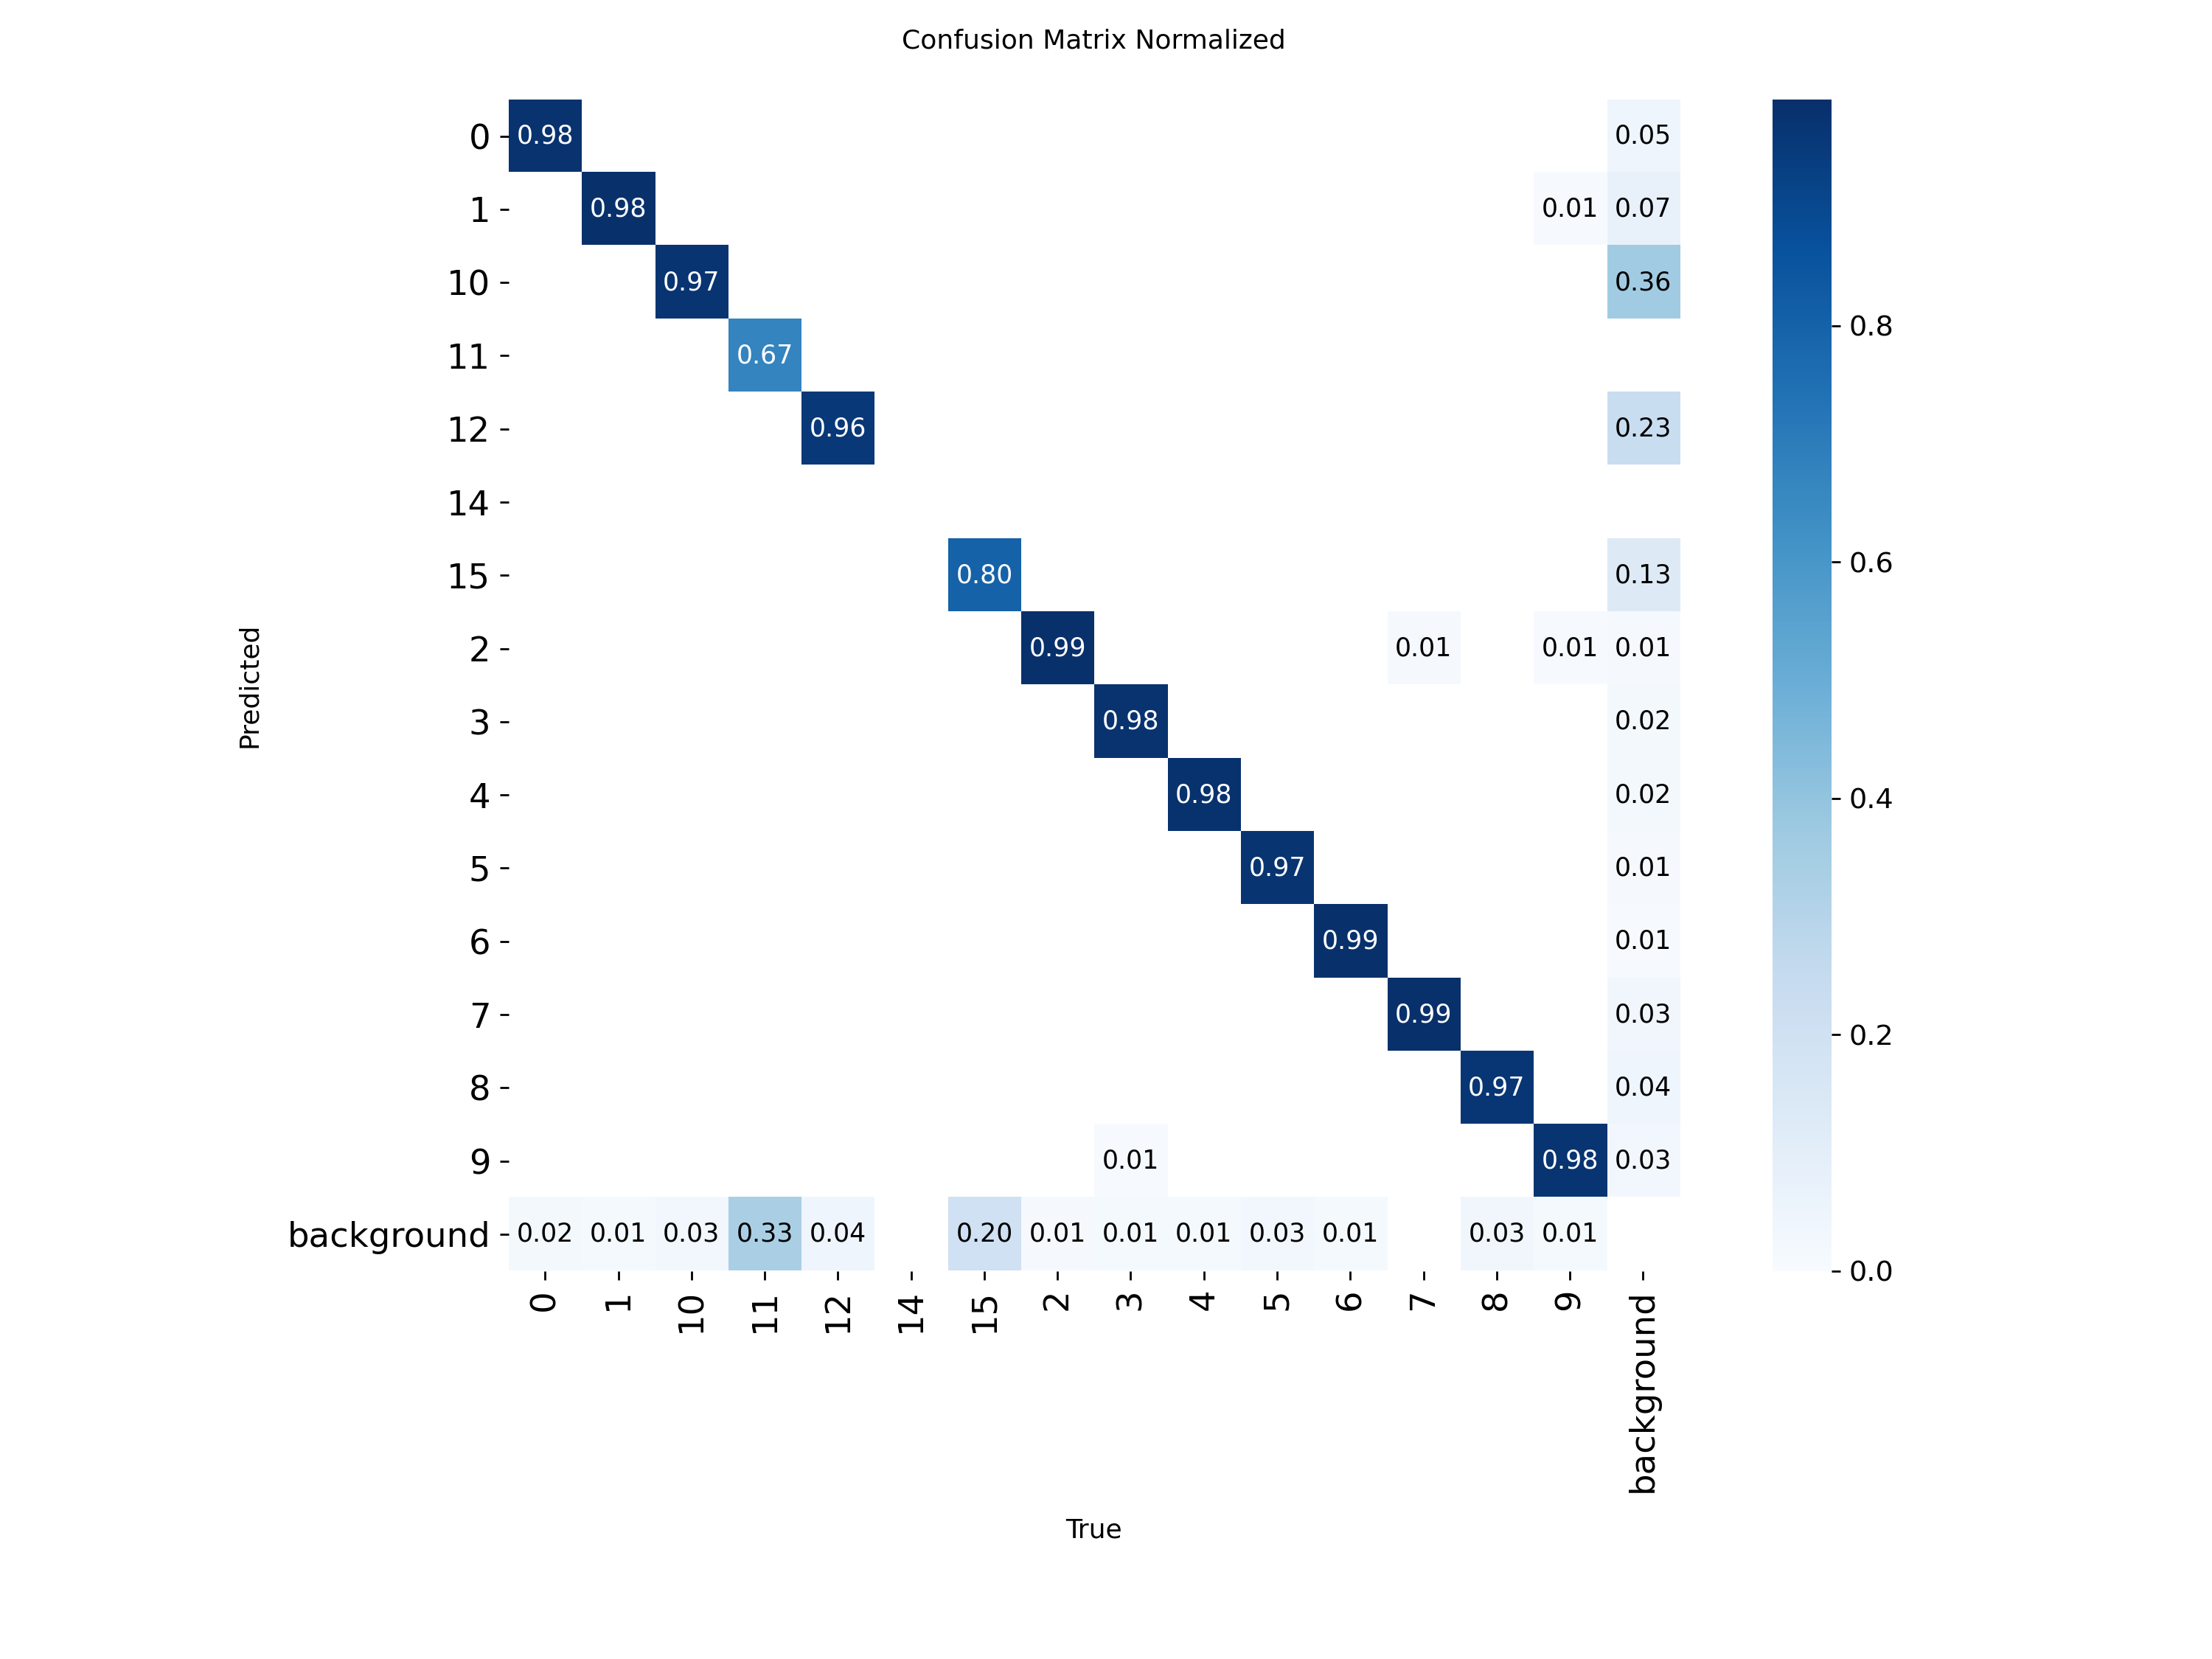 Confusion Matrix Normalized
0 0.98 0.05
1 0.98 0.01 0.07
10 0.97 0.36
11 0.67
12 0.96 0.23
14
15 0.80 0.13
2 0.99 0.01 0.01 0.01
3 0.98 0.02
4 0.98 0.02
5 0.97 0.01
6 0.99 0.01
7 0.99 0.03
8 0.97 0.04
9 0.01 0.98 0.03
background 0.02 0.01 0.03 0.33 0.04 0.20 0.01 0.01 0.01 0.03 0.01 0.03 0.01
0 1 10 11 12 14 15 2 3 4 5 6 7 8 9 background
Predicted
True
0.8
0.6
0.4
0.2
0.0